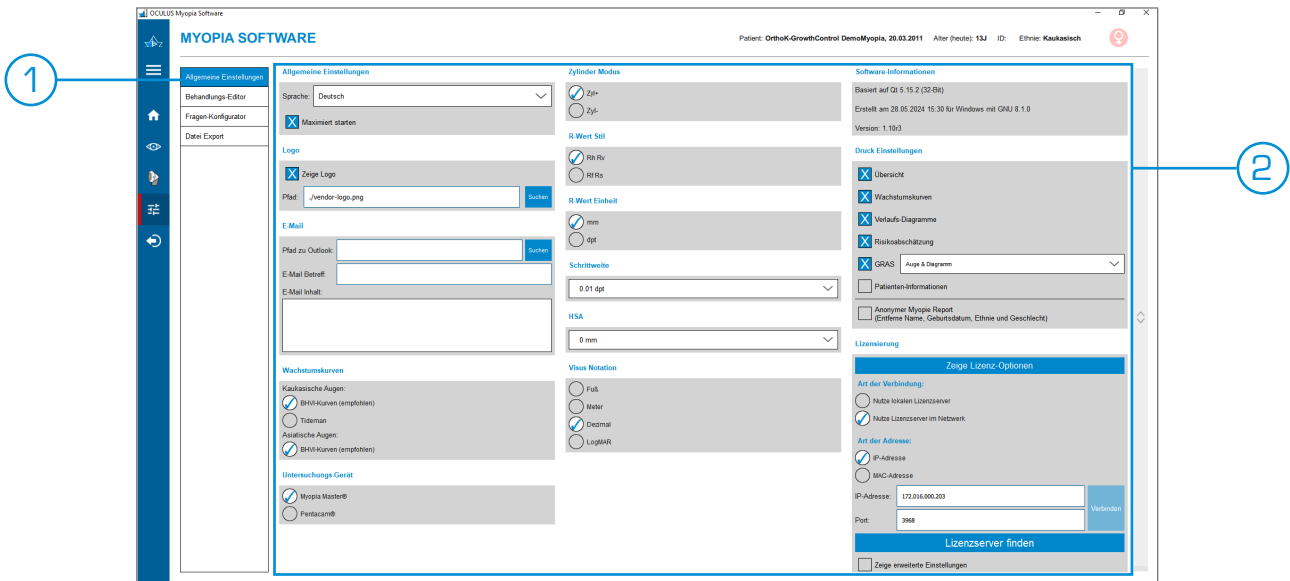 OCULUS Myopia Software
MYOPIA SOFTWARE
Patient: OrthoK-GrowthControl DemoMyopia, 20.03.2011 Alter (heute): 13J ID: Ethnie: Kaukasisch
1
Allgemeine Einstellungen
Behandlungs-Editor
Fragen-Konfigurator
Datei Export
Allgemeine Einstellungen
Sprache: Deutsch
Maximiert starten
Logo
Zeige Logo
Pfad: ./vendor-logo.png Suchen
E-Mail
Pfad zu Outlook: Suchen
E-Mail Betreff:
E-Mail Inhalt:
Wachstumskurven
Kaukasische Augen:
BHVI-Kurven (empfohlen)
Tideman
Asiatische Augen:
BHVI-Kurven (empfohlen)
Untersuchungs-Gerät
Myopia Master®
Pentacam®
Zylinder Modus
Zyl+
Zyl-
R-Wert Stil
Rh Rv
Rf Rs
R-Wert Einheit
mm
dpt
Schrittweite
0.01 dpt
HSA
0 mm
Visus Notation
Fuß
Meter
Dezimal
LogMAR
Software-Informationen
Basiert auf Qt 5.15.2 (32-Bit)
Erstellt am 28.05.2024 15:30 für Windows mit GNU 8.1.0
Version: 1.10r3
Druck Einstellungen
Übersicht
Wachstumskurven
Verlaufs-Diagramme
Risikoabschätzung
GRAS Auge & Diagramm
Patienten-Informationen
Anonymer Myopie Report
(Entferne Name, Geburtsdatum, Ethnie und Geschlecht)
Lizensierung
Zeige Lizenz-Optionen
Art der Verbindung:
Nutze lokalen Lizenzserver
Nutze Lizenzserver im Netzwerk
Art der Adresse:
IP-Adresse
MAC-Adresse
IP-Adresse: 172.016.000.203
Verbinden
Port: 3968
Lizenzserver finden
Zeige erweiterte Einstellungen
2